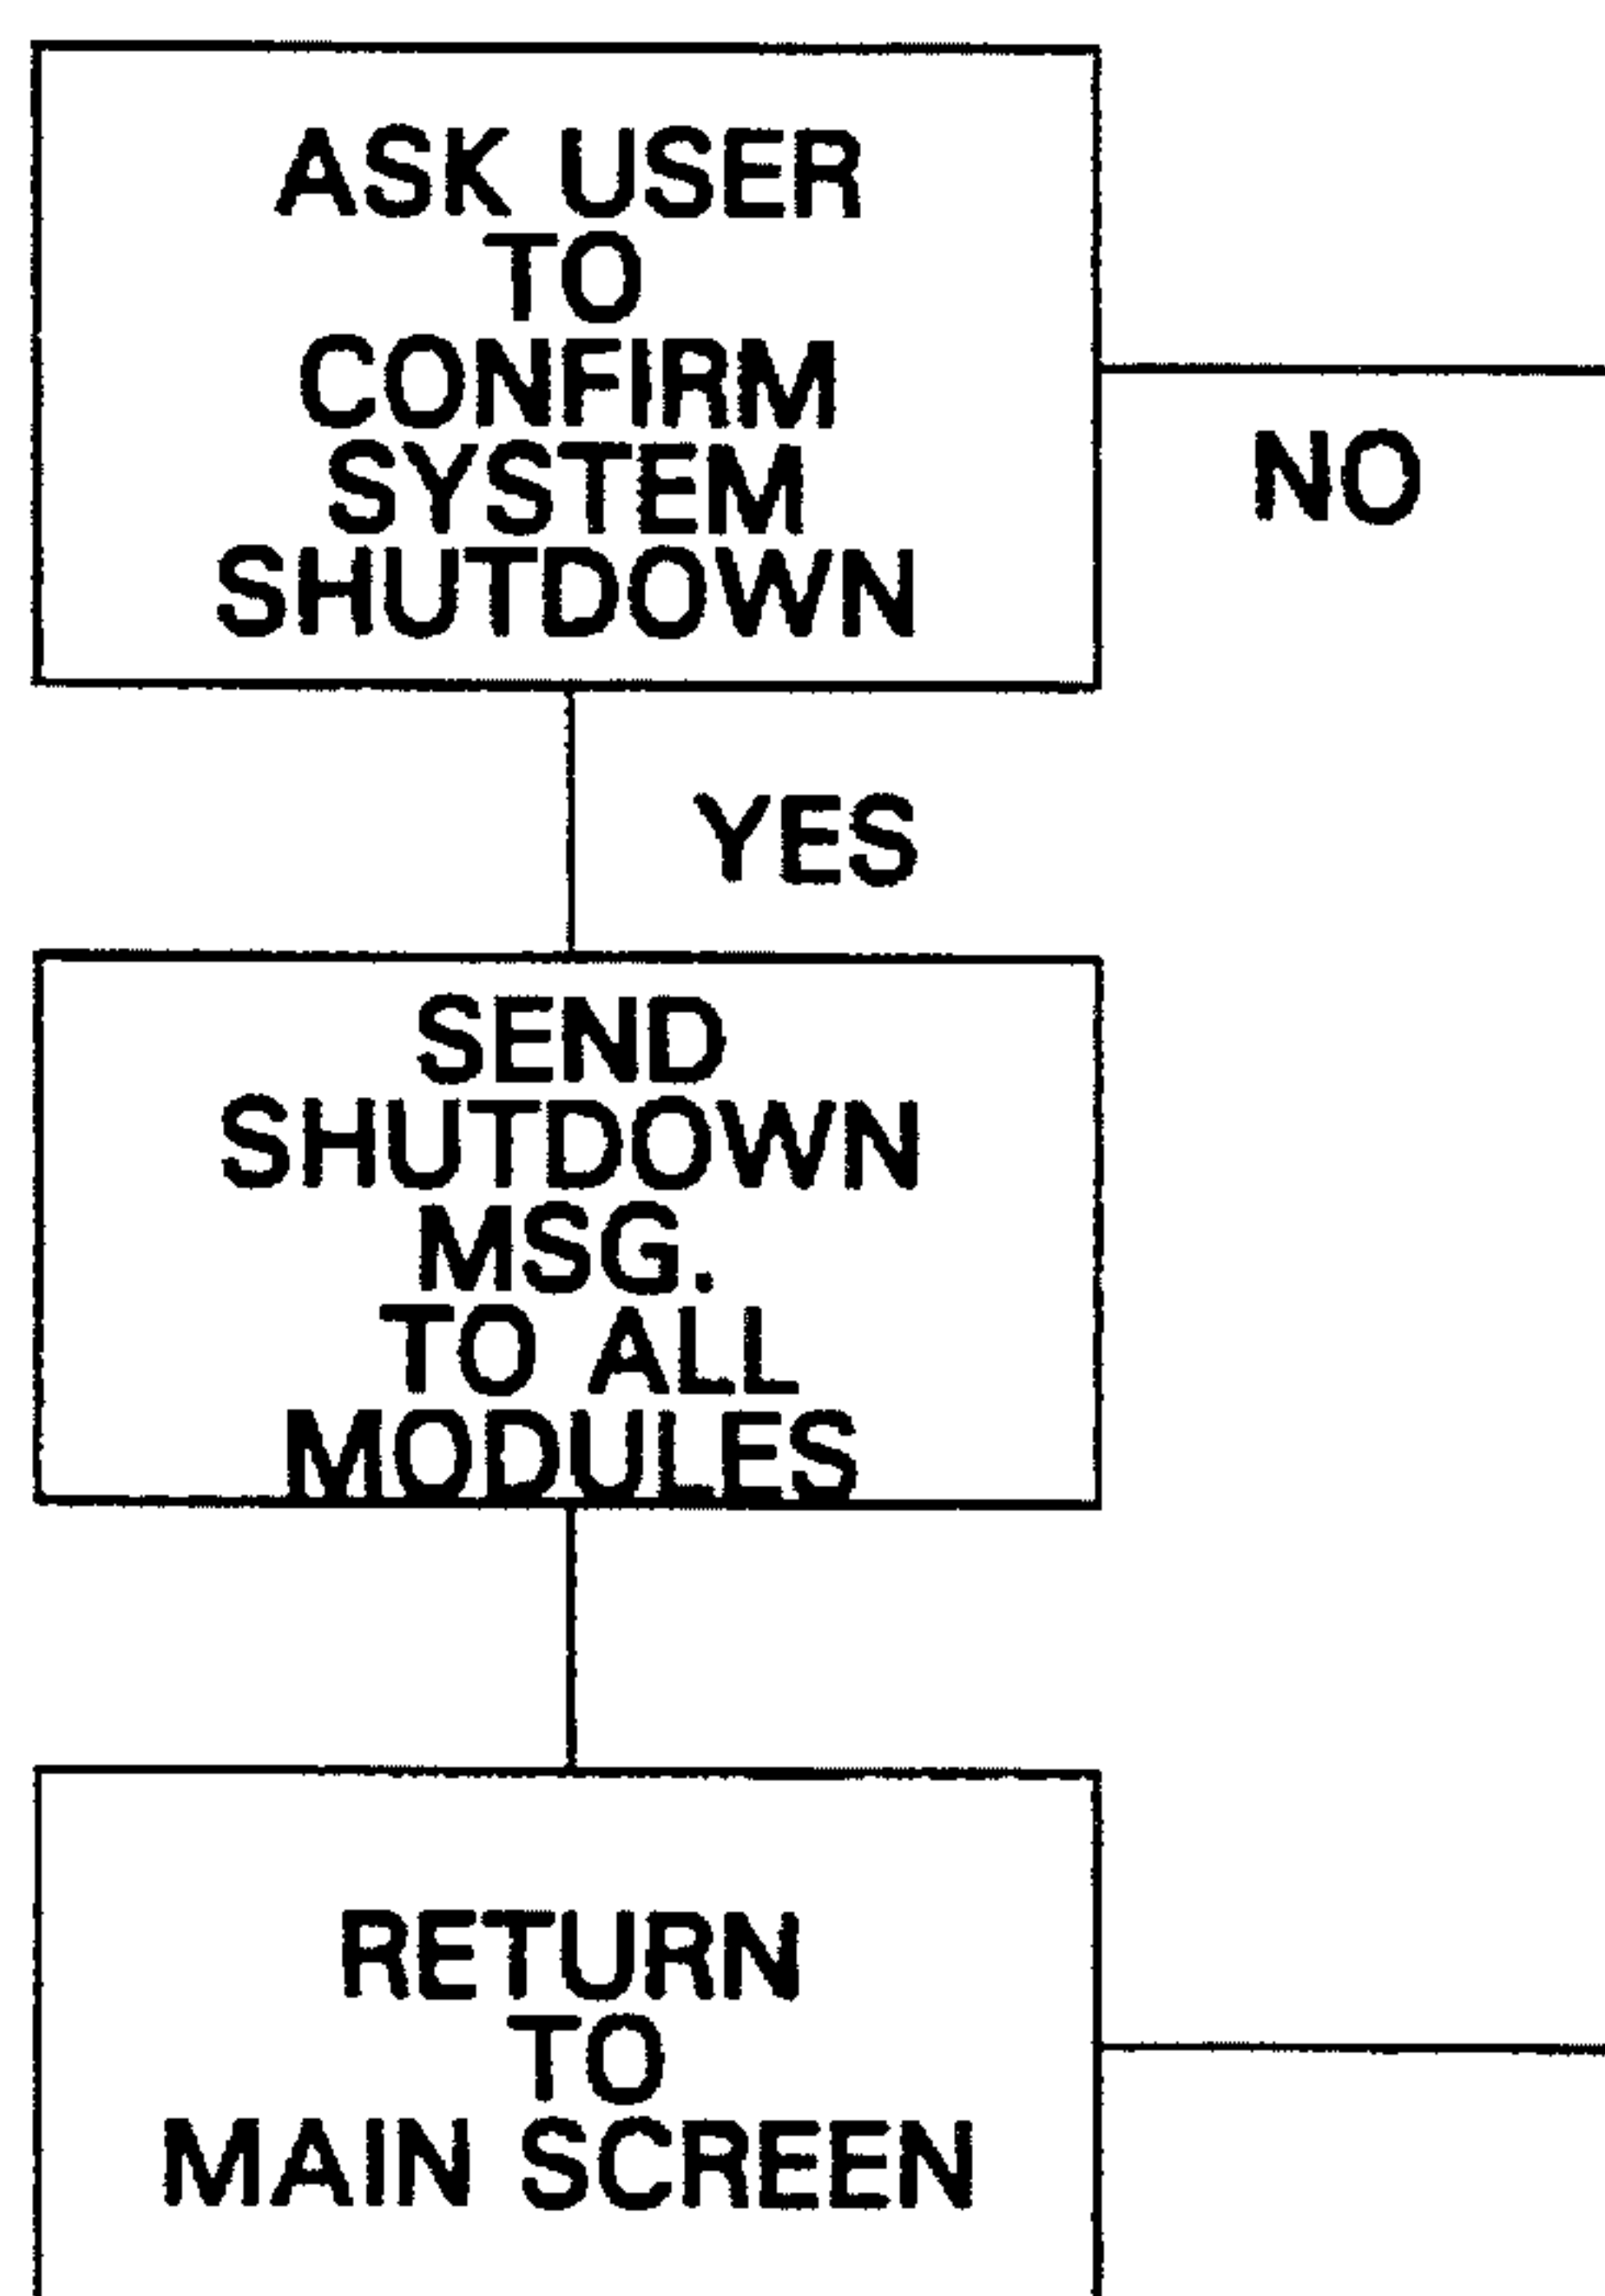 ASK USER
TO
CONFIRM
SYSTEM
SHUTDOWN
NO
YES
SEND
SHUTDOWN
MSG.
TO ALL
MODULES
RETURN
TO
MAIN SCREEN